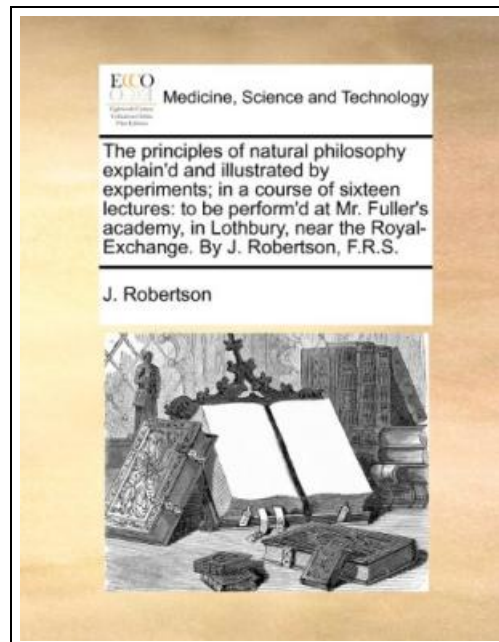 ECCO
Medicine, Science and Technology
The principles of natural philosophy
explain'd and illustrated by
experiments; in a course of sixteen
lectures: to be perform'd at Mr. Fuller's
academy, in Lothbury, near the Royal-
Exchange. By J. Robertson, F.R.S.
J. Robertson